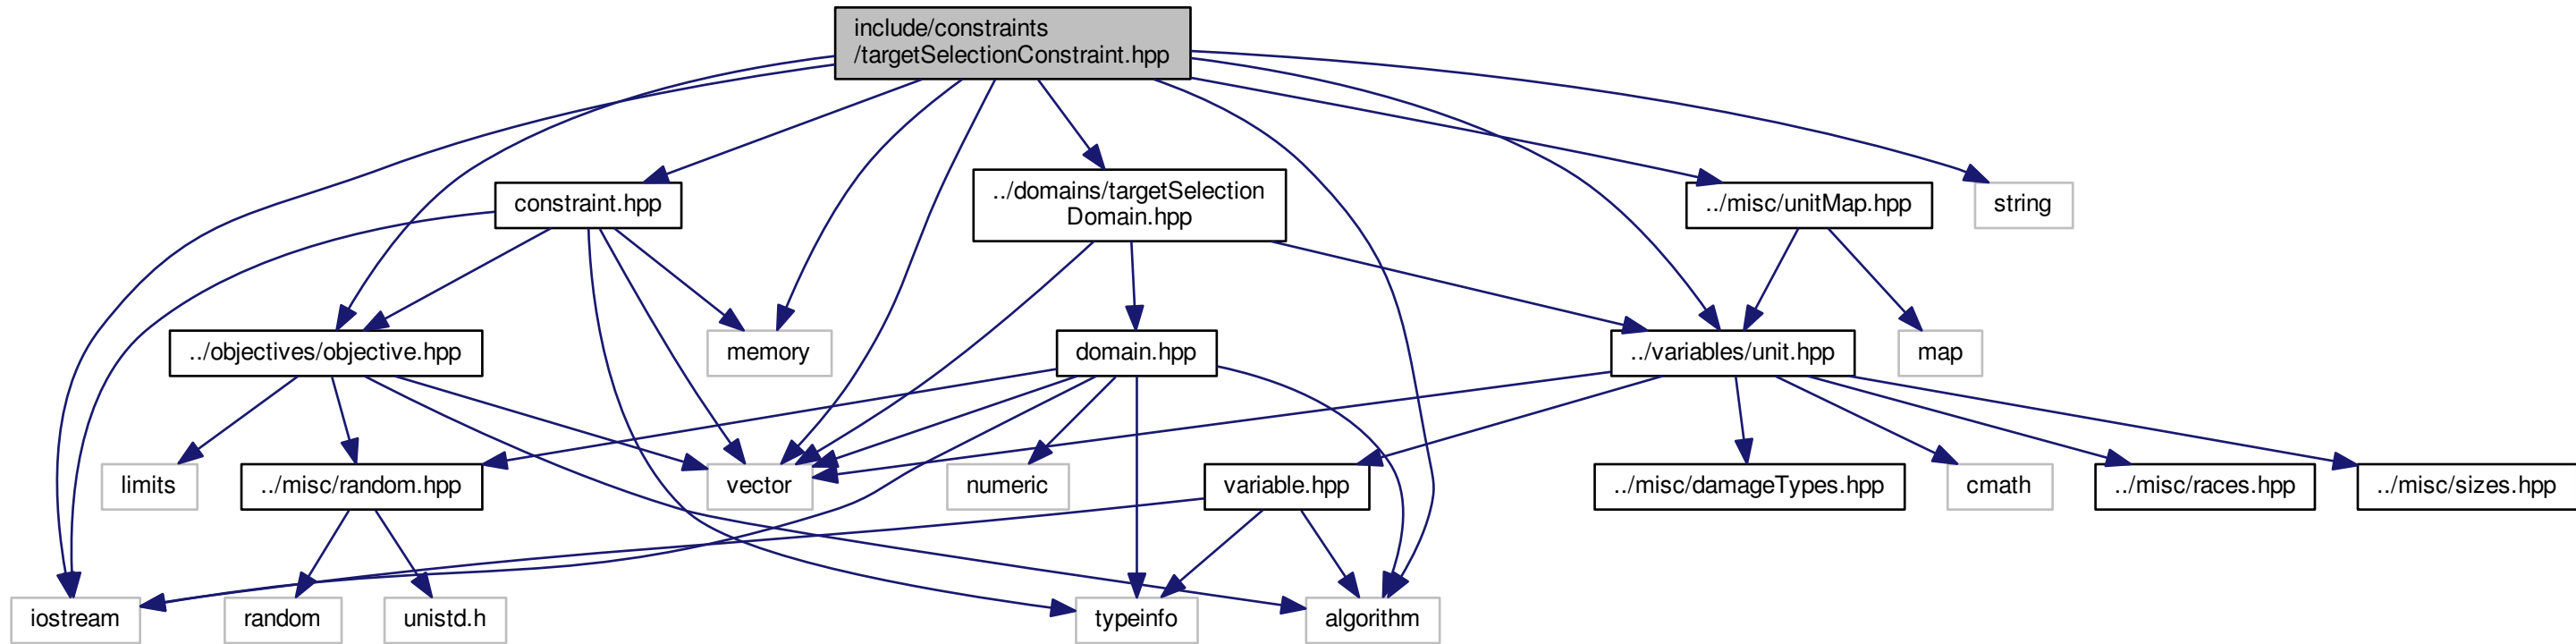 include/constraints
/targetSelectionConstraint.hpp
constraint.hpp
../domains/targetSelection
Domain.hpp
../misc/unitMap.hpp
string
../objectives/objective.hpp
memory
domain.hpp
../variables/unit.hpp
map
limits
../misc/random.hpp
vector
numeric
variable.hpp
../misc/damageTypes.hpp
cmath
../misc/races.hpp
../misc/sizes.hpp
iostream
random
unistd.h
typeinfo
algorithm